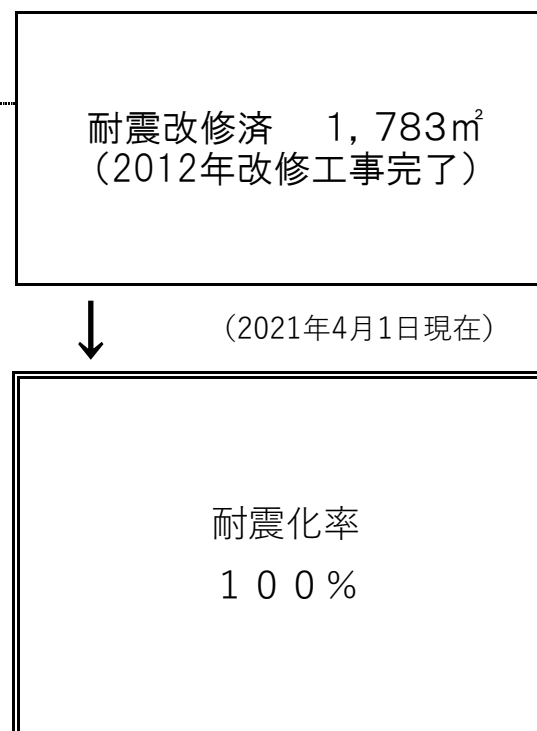 耐震改修済　1，783㎡
（2012年改修工事完了）
↓　（2021年4月1日現在）
耐震化率
１００％